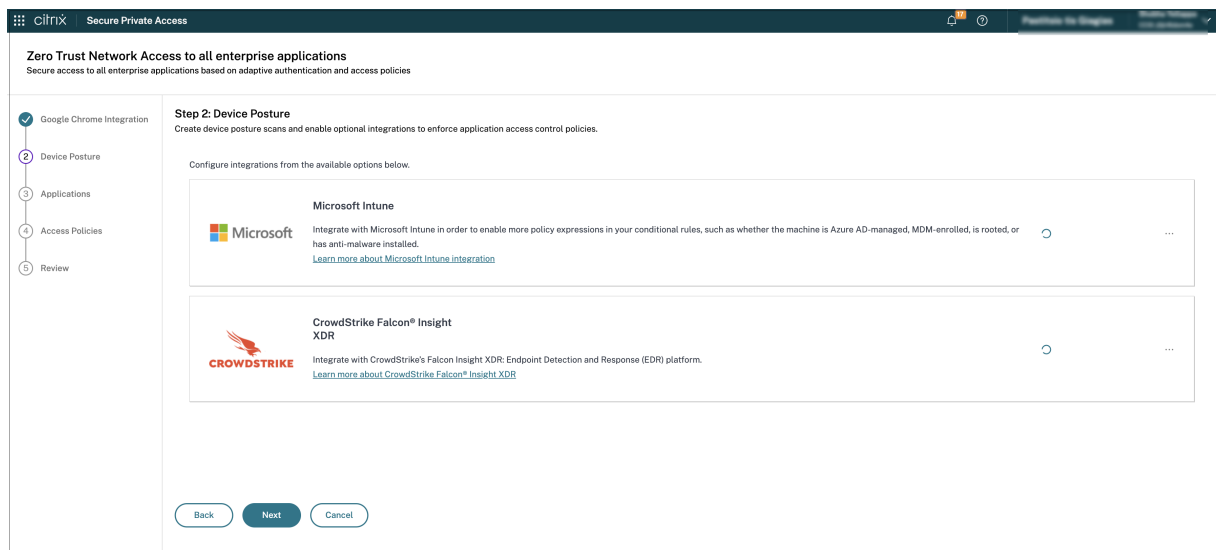 citrix Secure Private Access 17
Zero Trust Network Access to all enterprise applications
Secure access to all enterprise applications based on adaptive authentication and access policies
Google Chrome Integration
2 Device Posture
3 Applications
4 Access Policies
5 Review
Step 2: Device Posture
Create device posture scans and enable optional integrations to enforce application access control policies.
Configure integrations from the available options below.
Microsoft
Microsoft Intune
Integrate with Microsoft Intune in order to enable more policy expressions in your conditional rules, such as whether the machine is Azure AD-managed, MDM-enrolled, is rooted, or
has anti-malware installed.
Learn more about Microsoft Intune integration
...
CROWDSTRIKE
CrowdStrike Falcon® Insight
XDR
Integrate with CrowdStrike's Falcon Insight XDR: Endpoint Detection and Response (EDR) platform.
Learn more about CrowdStrike Falcon® Insight XDR
...
Back Next Cancel